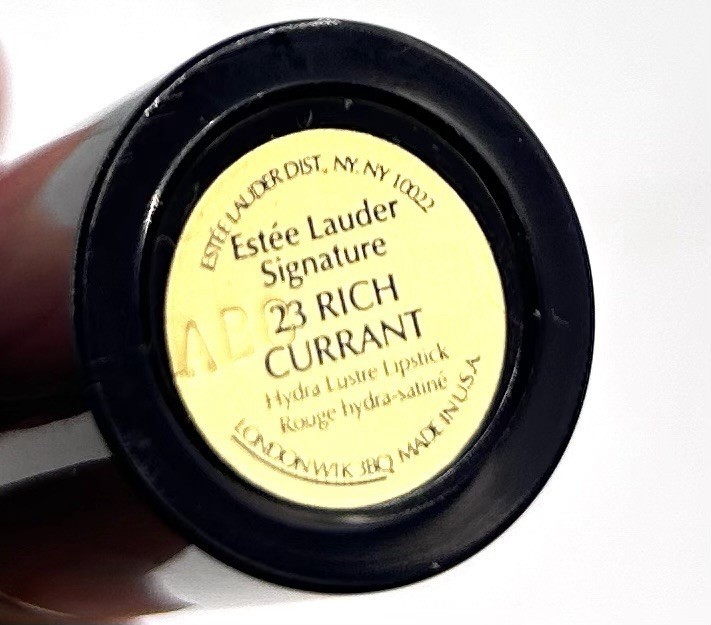 ESTÉE LAUDER DIST., NY, NY 10022
Estée Lauder
Signature
23 RICH
CURRANT
Hydra Lustre Lipstick
Rouge hydra-satiné
LONDON W1K 3BQ MADE IN U.S.A